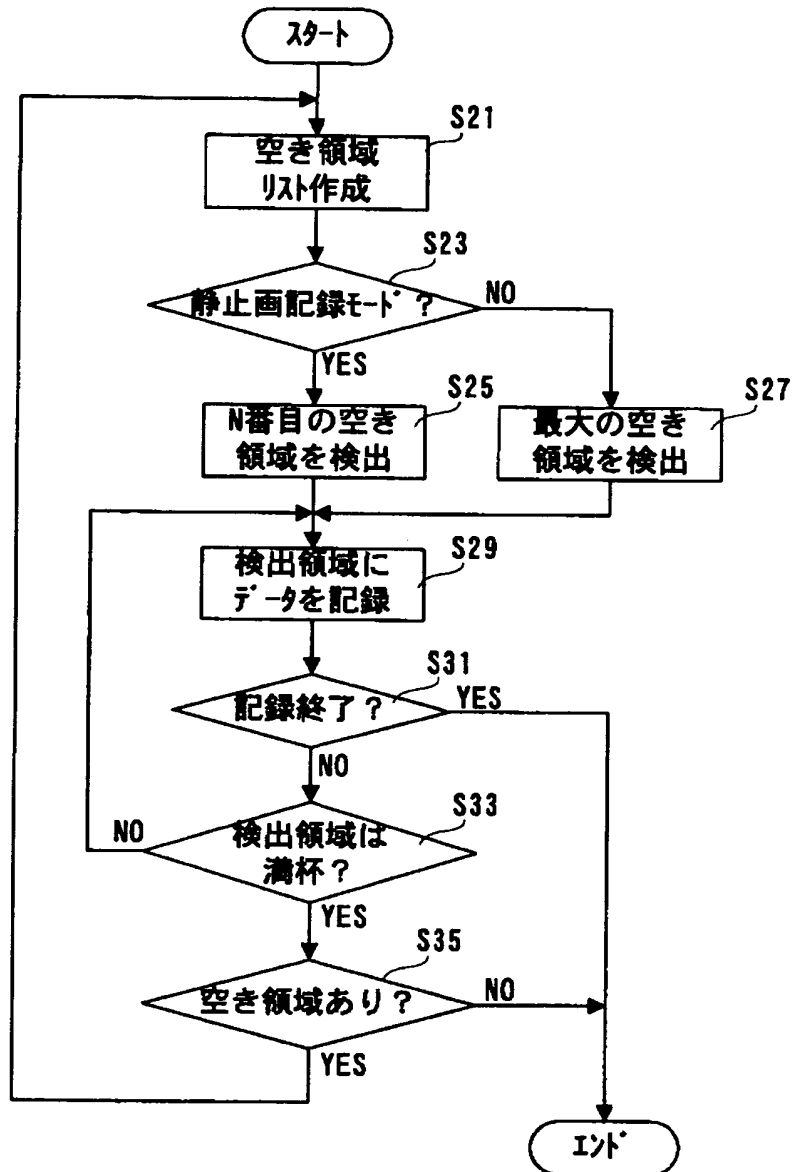 スタート
S21
空き領域
リスト作成
S23
静止画記録モード？
NO
YES
S25
N番目の空き
領域を検出
S27
最大の空き
領域を検出
S29
検出領域に
データを記録
S31
記録終了？
YES
NO
S33
検出領域は
満杯？
NO
YES
S35
空き領域あり？
NO
YES
エンド